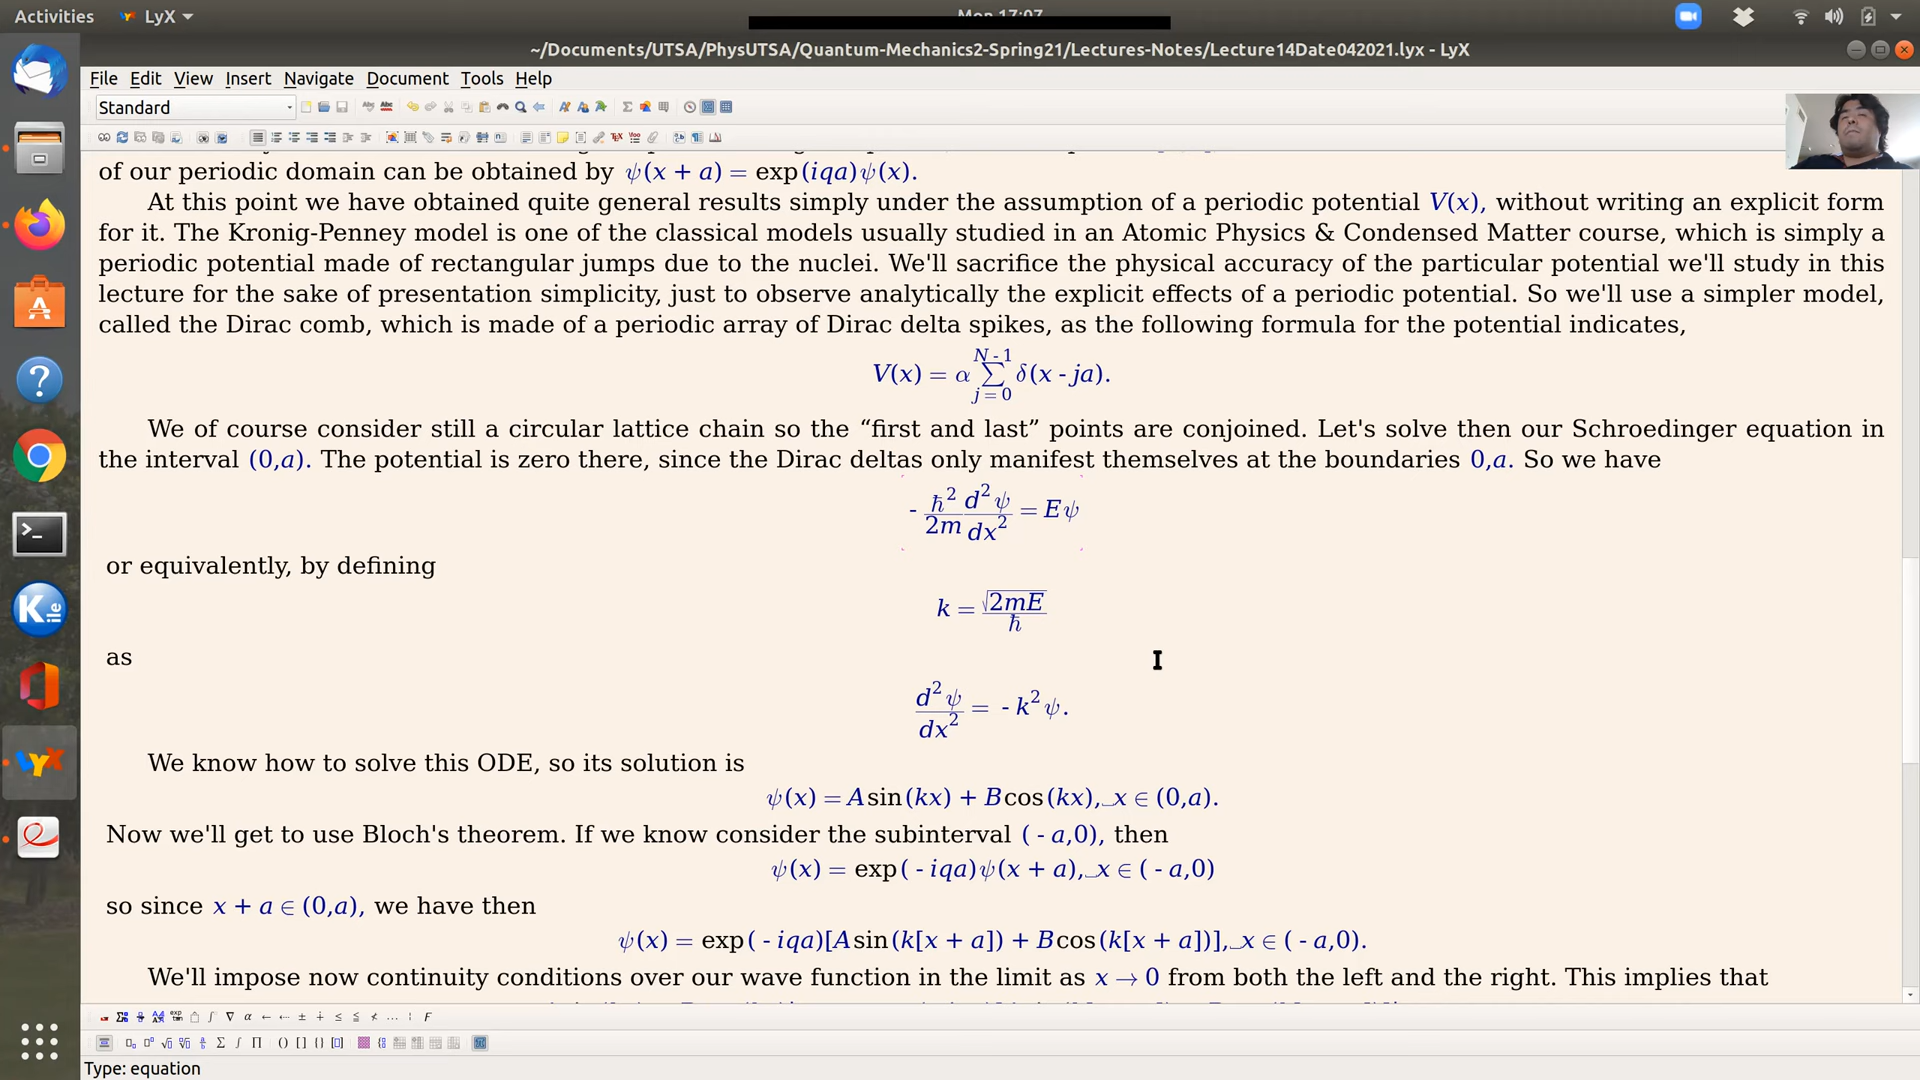 Activities LyX Mon 17:07
~/Documents/UTSA/PhysUTSA/Quantum-Mechanics2-Spring21/Lectures-Notes/Lecture14Date042021.lyx - LyX
File Edit View Insert Navigate Document Tools Help
Standard
of our periodic domain can be obtained by ψ(x + a) = exp(iqa)ψ(x).
At this point we have obtained quite general results simply under the assumption of a periodic potential V(x), without writing an explicit form
for it. The Kronig-Penney model is one of the classical models usually studied in an Atomic Physics & Condensed Matter course, which is simply a
periodic potential made of rectangular jumps due to the nuclei. We'll sacrifice the physical accuracy of the particular potential we'll study in this
lecture for the sake of presentation simplicity, just to observe analytically the explicit effects of a periodic potential. So we'll use a simpler model,
called the Dirac comb, which is made of a periodic array of Dirac delta spikes, as the following formula for the potential indicates,
V(x) = α ∑_{j = 0}^{N - 1} δ(x - ja).
We of course consider still a circular lattice chain so the “first and last” points are conjoined. Let's solve then our Schroedinger equation in
the interval (0,a). The potential is zero there, since the Dirac deltas only manifest themselves at the boundaries 0,a. So we have
- ℏ²/2m d²ψ/dx² = Eψ
or equivalently, by defining
k = √2mE/ℏ
as
d²ψ/dx² = - k²ψ.
We know how to solve this ODE, so its solution is
ψ(x) = Asin(kx) + Bcos(kx), x ∈ (0,a).
Now we'll get to use Bloch's theorem. If we know consider the subinterval ( - a,0), then
ψ(x) = exp( - iqa)ψ(x + a), x ∈ ( - a,0)
so since x + a ∈ (0,a), we have then
ψ(x) = exp( - iqa)[Asin(k[x + a]) + Bcos(k[x + a])], x ∈ ( - a,0).
We'll impose now continuity conditions over our wave function in the limit as x → 0 from both the left and the right. This implies that
Type: equation